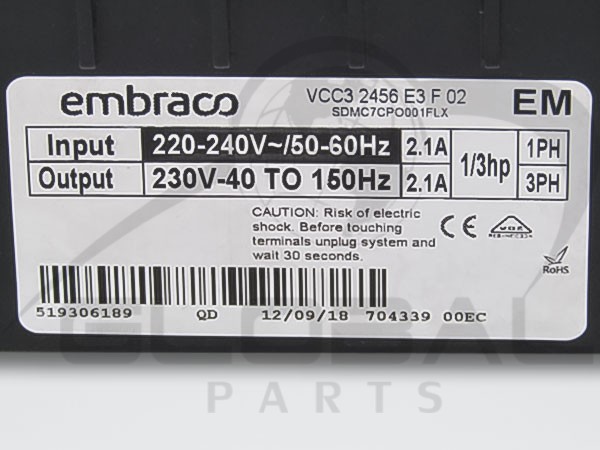 embraco VCC3 2456 E3 F 02 EM
SDMC7CPO001FLX
Input 220-240V~/50-60Hz 2.1A 1/3hp 1PH
Output 230V-40 TO 150Hz 2.1A 3PH
CAUTION: Risk of electric
shock. Before touching
terminals unplug system and
wait 30 seconds.
CE
RoHS
519306189 QD 12/09/18 704339 00EC
GLOBAL
PARTS